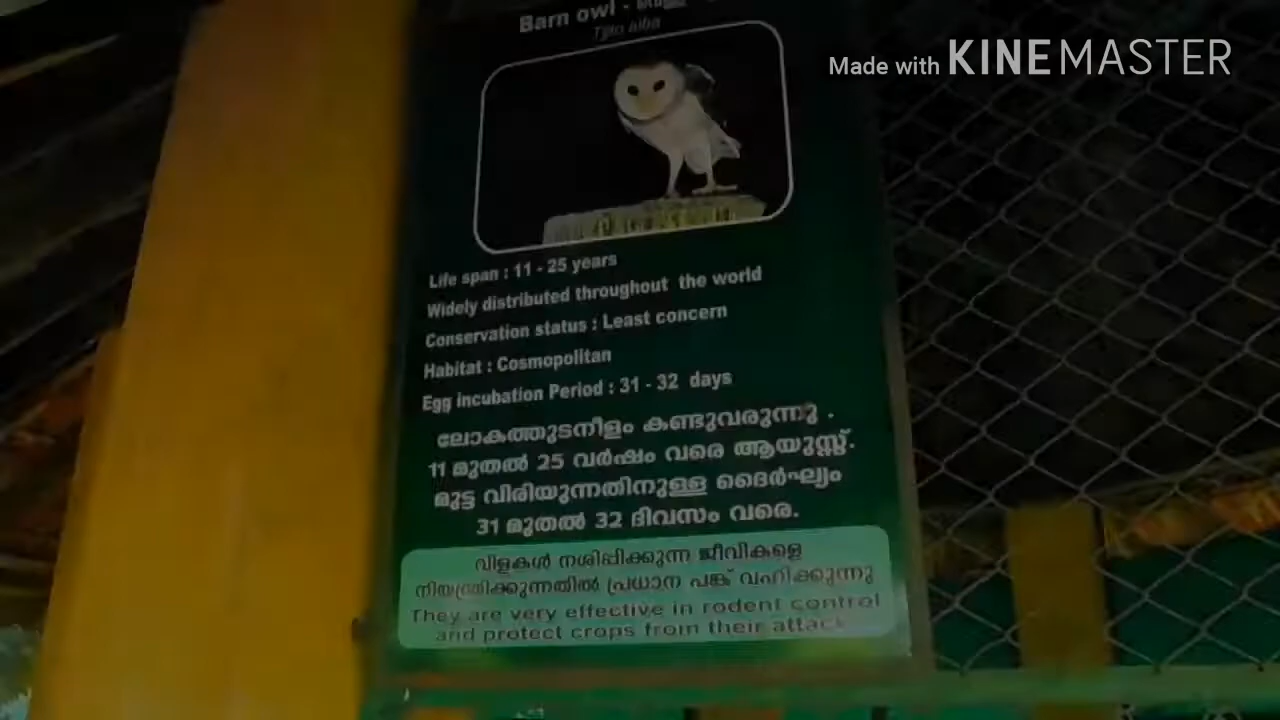 Barn owl -
Tyto alba
Made with KINEMASTER
Life span : 11 - 25 years
Widely distributed throughout the world
Conservation status : Least concern
Habitat : Cosmopolitan
Egg incubation Period : 31 - 32 days
ലോകത്തുടനീളം കണ്ടുവരുന്നു .
11 മുതൽ 25 വർഷം വരെ ആയുസ്സ്.
മുട്ട വിരിയുന്നതിനുള്ള ദൈർഘ്യം
31 മുതൽ 32 ദിവസം വരെ.
വിളകൾ നശിപ്പിക്കുന്ന ജീവികളെ
നിയന്ത്രിക്കുന്നതിൽ പ്രധാന പങ്ക് വഹിക്കുന്നു
They are very effective in rodent control
and protect crops from their attack